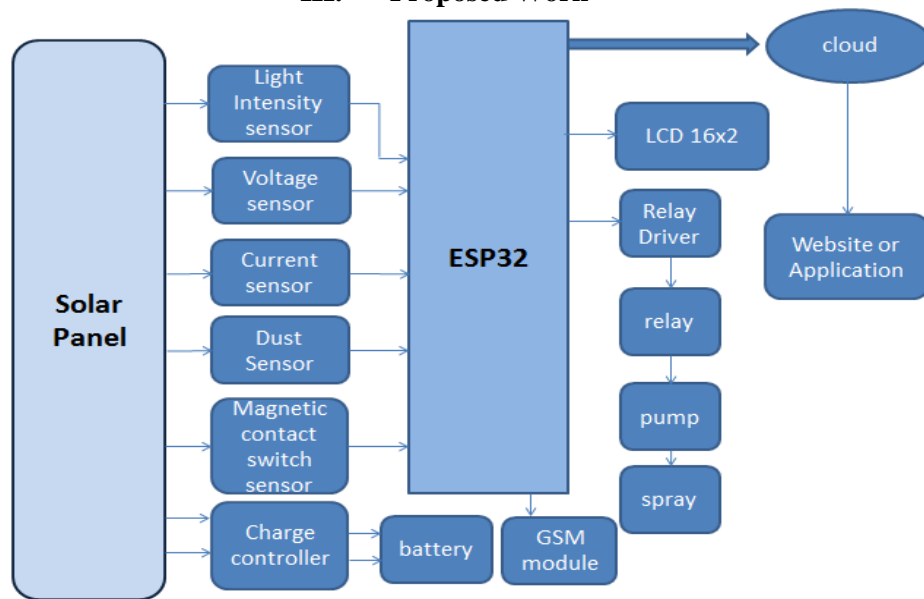 III. Proposed Work
Solar
Panel
Light
Intensity
sensor
Voltage
sensor
Current
sensor
Dust
Sensor
Magnetic
contact
switch
sensor
Charge
controller
battery
ESP32
GSM
module
LCD 16x2
Relay
Driver
relay
pump
spray
cloud
Website or
Application